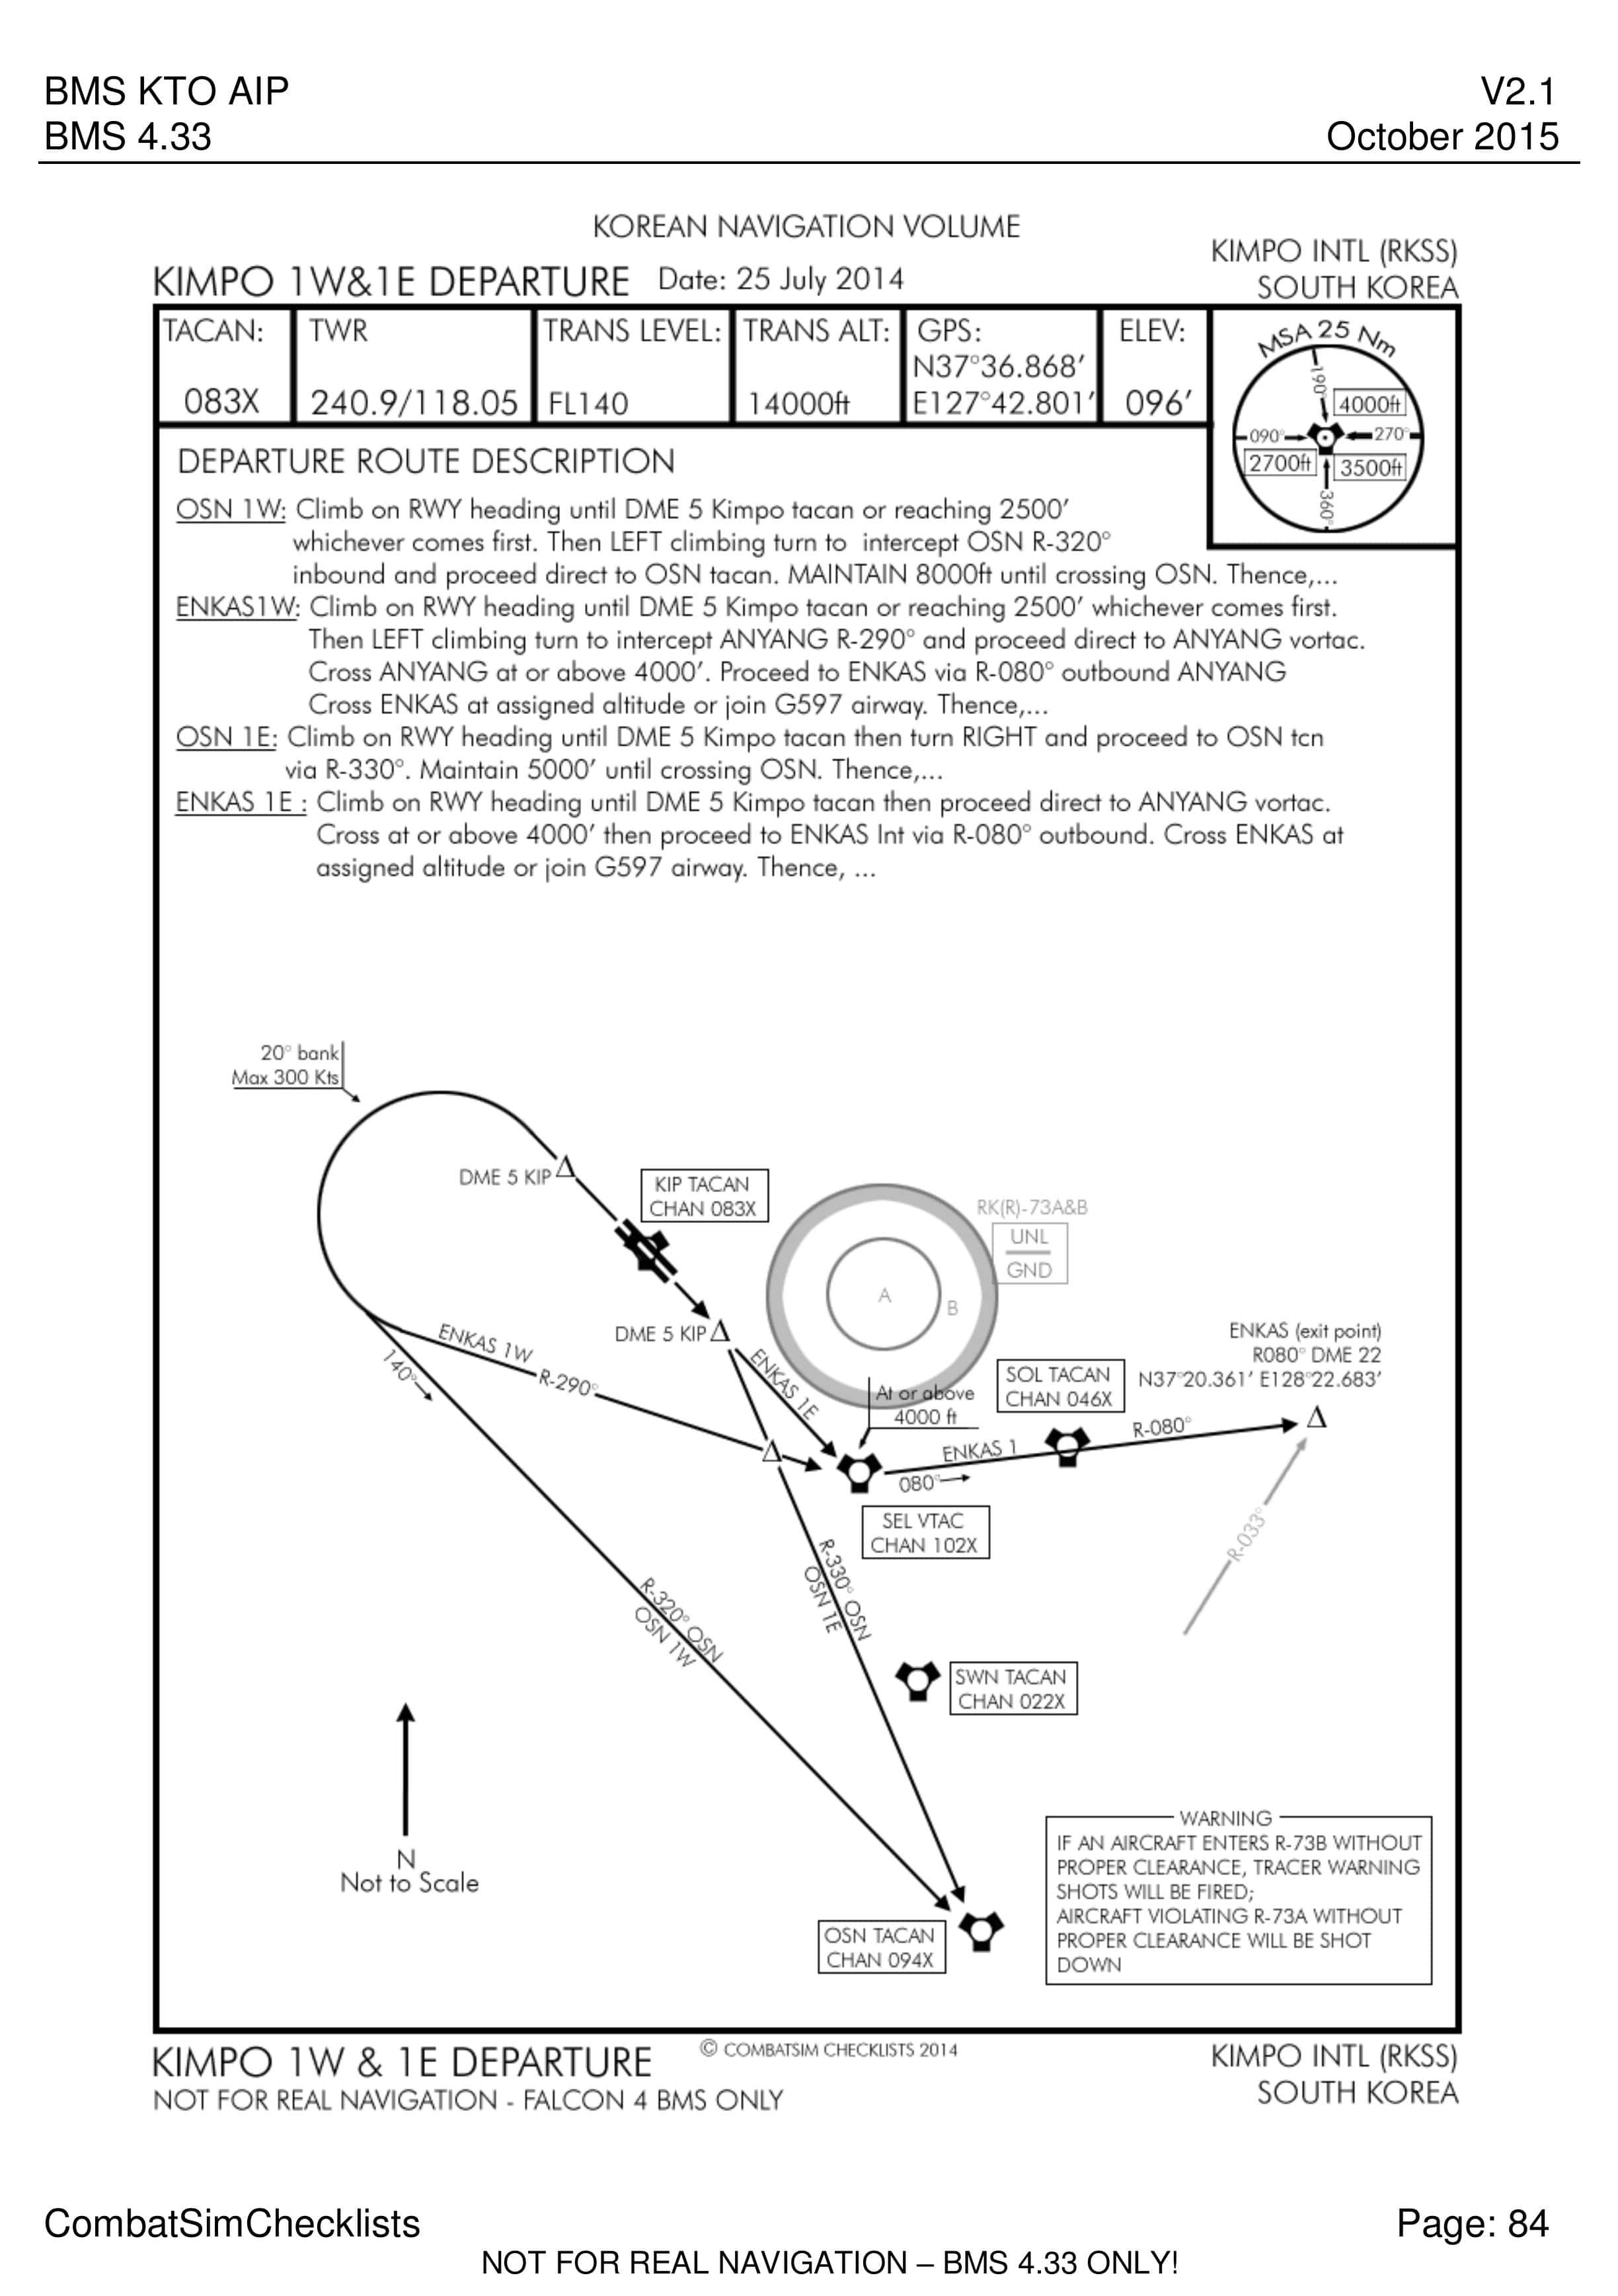 BMS KTO AIP
V2.1
BMS 4.33
October 2015
KOREAN NAVIGATION VOLUME
KIMPO 1W&1E DEPARTURE Date: 25 July 2014
KIMPO INTL (RKSS)
SOUTH KOREA
TACAN:
083X
TWR
240.9/118.05
TRANS LEVEL:
FL140
TRANS ALT:
14000ft
GPS:
N37°36.868'
E127°42.801'
ELEV:
096'
MSA 25 Nm
190°
4000ft
090°
270°
2700ft
3500ft
360°
DEPARTURE ROUTE DESCRIPTION
OSN 1W: Climb on RWY heading until DME 5 Kimpo tacan or reaching 2500'
whichever comes first. Then LEFT climbing turn to intercept OSN R-320°
inbound and proceed direct to OSN tacan. MAINTAIN 8000ft until crossing OSN. Thence,...
ENKAS1W: Climb on RWY heading until DME 5 Kimpo tacan or reaching 2500' whichever comes first.
Then LEFT climbing turn to intercept ANYANG R-290° and proceed direct to ANYANG vortac.
Cross ANYANG at or above 4000'. Proceed to ENKAS via R-080° outbound ANYANG
Cross ENKAS at assigned altitude or join G597 airway. Thence,...
OSN 1E: Climb on RWY heading until DME 5 Kimpo tacan then turn RIGHT and proceed to OSN tcn
via R-330°. Maintain 5000' until crossing OSN. Thence,...
ENKAS 1E : Climb on RWY heading until DME 5 Kimpo tacan then proceed direct to ANYANG vortac.
Cross at or above 4000' then proceed to ENKAS Int via R-080° outbound. Cross ENKAS at
assigned altitude or join G597 airway. Thence, ...
20° bank
Max 300 Kts
DME 5 KIP
KIP TACAN
CHAN 083X
RK(R)-73A&B
UNL
GND
A
B
DME 5 KIP
ENKAS 1W
R-290°
140°
ENKAS 1E
At or above
4000 ft
SOL TACAN
CHAN 046X
ENKAS (exit point)
R080° DME 22
N37°20.361' E128°22.683'
ENKAS 1
R-080°
080°
SEL VTAC
CHAN 102X
R-033°
R-330° OSN
OSN 1E
R-320° OSN
OSN 1W
SWN TACAN
CHAN 022X
N
Not to Scale
OSN TACAN
CHAN 094X
WARNING
IF AN AIRCRAFT ENTERS R-73B WITHOUT
PROPER CLEARANCE, TRACER WARNING
SHOTS WILL BE FIRED;
AIRCRAFT VIOLATING R-73A WITHOUT
PROPER CLEARANCE WILL BE SHOT
DOWN
KIMPO 1W & 1E DEPARTURE
© COMBATSIM CHECKLISTS 2014
KIMPO INTL (RKSS)
NOT FOR REAL NAVIGATION - FALCON 4 BMS ONLY
SOUTH KOREA
CombatSimChecklists
Page: 84
NOT FOR REAL NAVIGATION – BMS 4.33 ONLY!